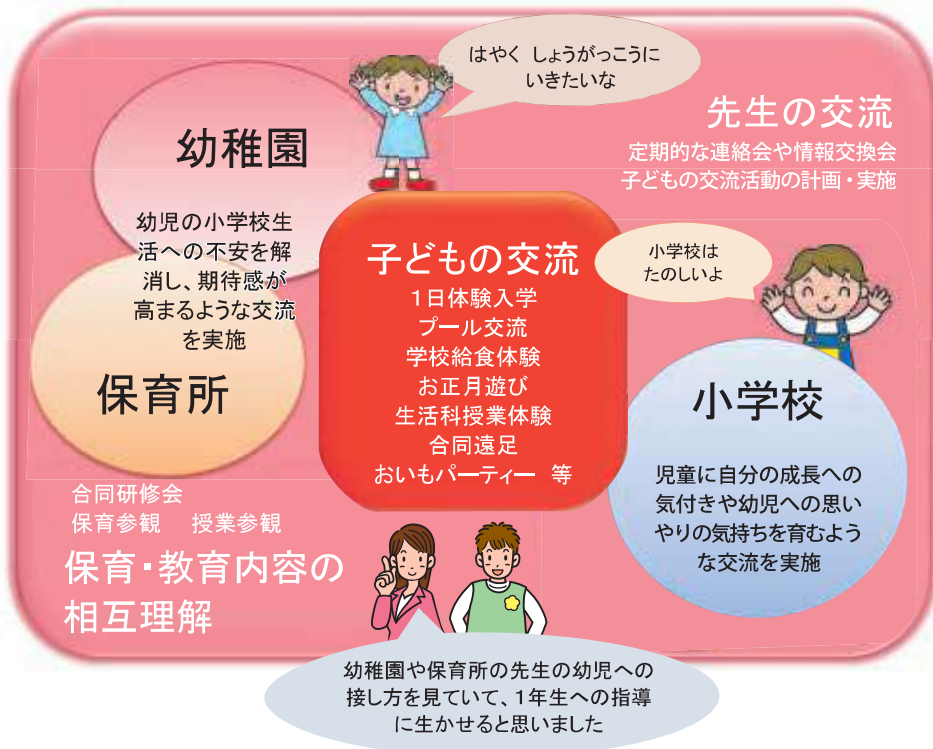 はやく しょうがっこうに
いきたいな
先生の交流
定期的な連絡会や情報交換会
子どもの交流活動の計画・実施
幼稚園
幼児の小学校生
活への不安を解
消し、期待感が
高まるような交流
を実施
保育所
子どもの交流
1日体験入学
プール交流
学校給食体験
お正月遊び
生活科授業体験
合同遠足
おいもパーティー 等
小学校は
たのしいよ
小学校
児童に自分の成長への
気付きや幼児への思い
やりの気持ちを育むよう
な交流を実施
合同研修会
保育参観 授業参観
保育・教育内容の
相互理解
幼稚園や保育所の先生の幼児への
接し方を見ていて、1年生への指導
に生かせると思いました